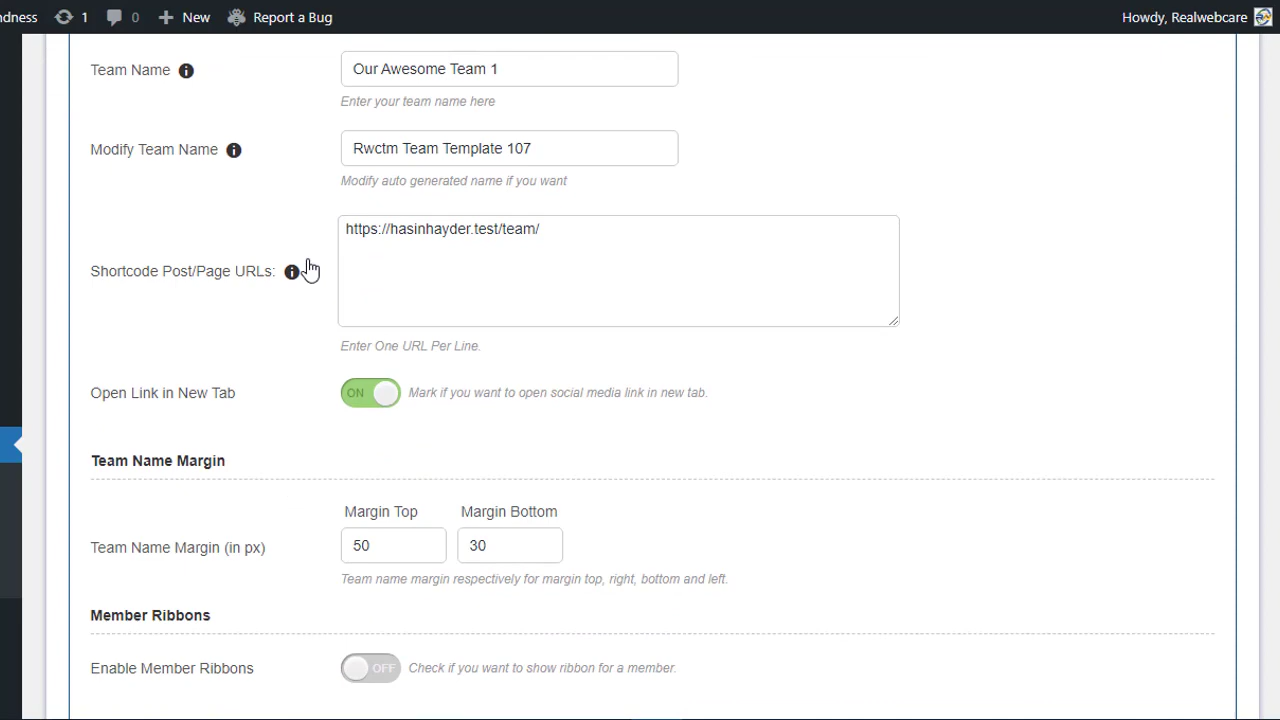 ndness 1 0 New Report a Bug Howdy, Realwebcare
Team Name Our Awesome Team 1
Enter your team name here
Modify Team Name Rwctm Team Template 107
Modify auto generated name if you want
https://hasinhayder.test/team/
Shortcode Post/Page URLs:
Enter One URL Per Line.
Open Link in New Tab ON Mark if you want to open social media link in new tab.
Team Name Margin
Margin Top Margin Bottom
Team Name Margin (in px) 50 30
Team name margin respectively for margin top, right, bottom and left.
Member Ribbons
Enable Member Ribbons OFF Check if you want to show ribbon for a member.